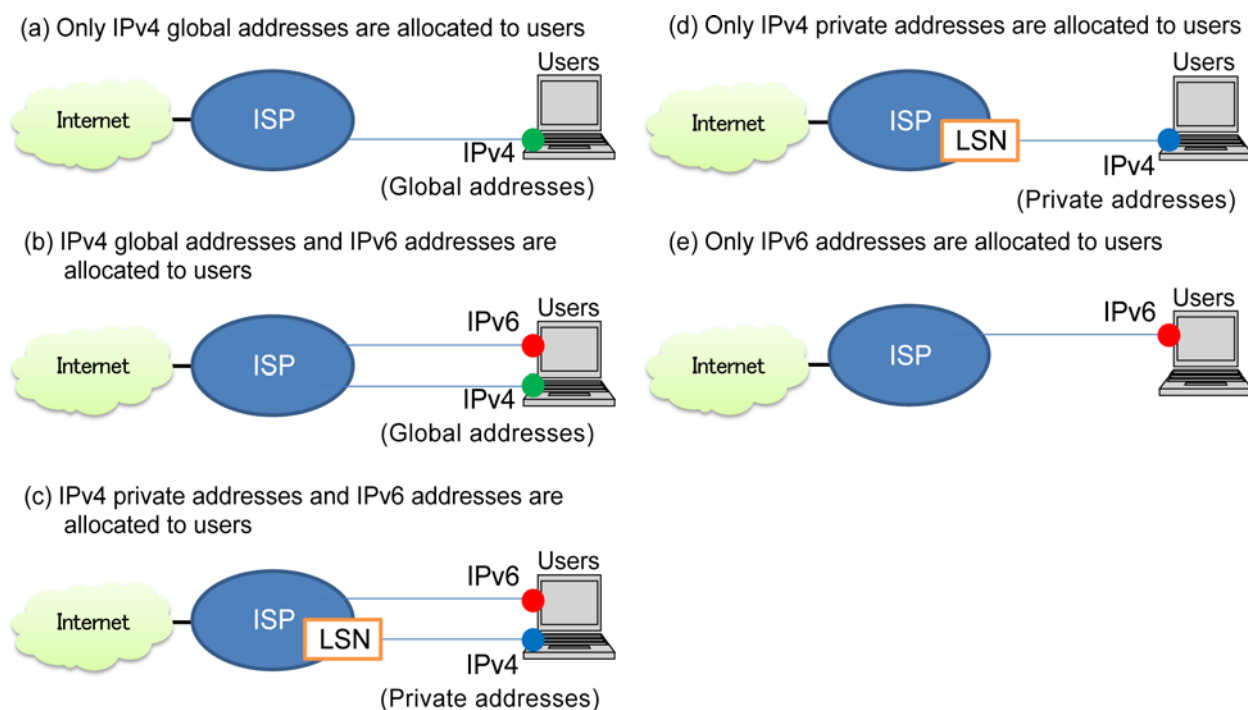 (a) Only IPv4 global addresses are allocated to users
Users
Internet
ISP
IPv4
(Global addresses)
(b) IPv4 global addresses and IPv6 addresses are
allocated to users
Users
IPv6
Internet
ISP
IPv4
(Global addresses)
(c) IPv4 private addresses and IPv6 addresses are
allocated to users
Users
IPv6
Internet
ISP
LSN
IPv4
(Private addresses)
(d) Only IPv4 private addresses are allocated to users
Users
Internet
ISP
LSN
IPv4
(Private addresses)
(e) Only IPv6 addresses are allocated to users
Users
IPv6
Internet
ISP